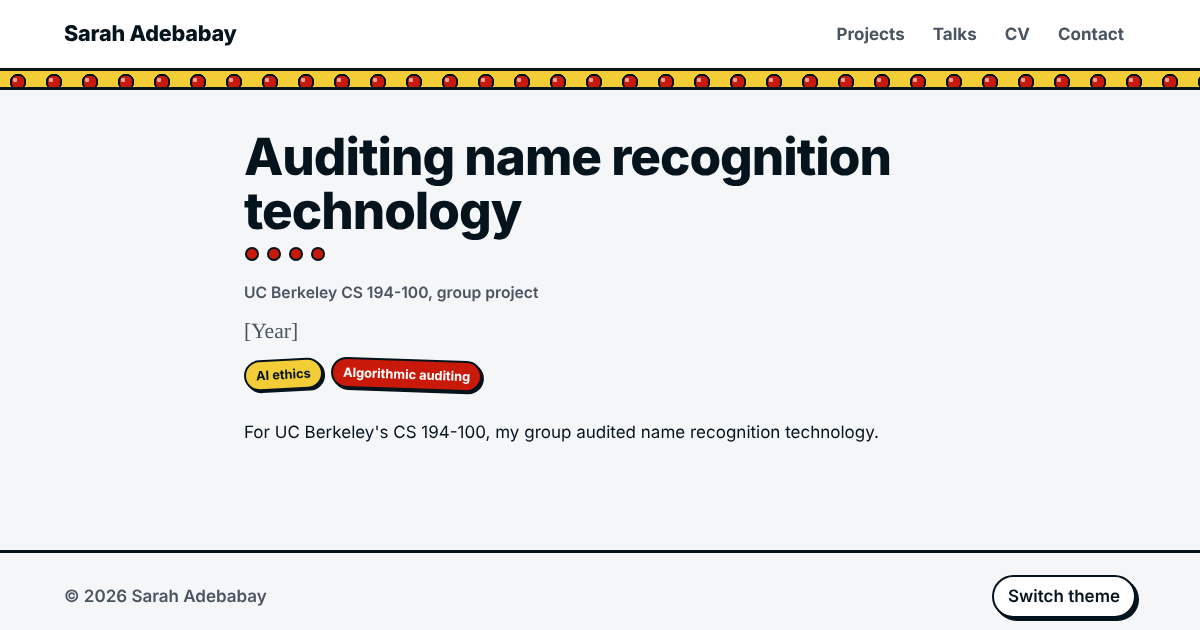 Sarah Adebabay
Projects Talks CV Contact
Auditing name recognition
technology
UC Berkeley CS 194-100, group project
[Year]
AI ethics Algorithmic auditing
For UC Berkeley's CS 194-100, my group audited name recognition technology.
© 2026 Sarah Adebabay
Switch theme